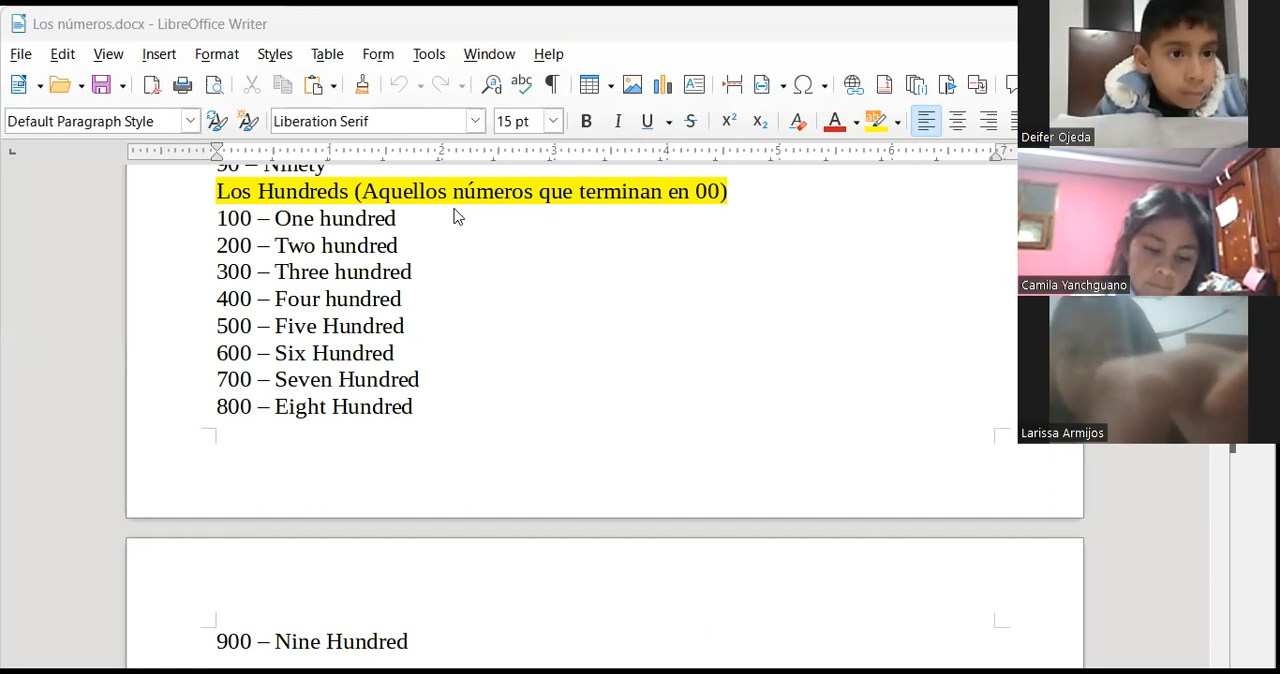 Los números.docx - LibreOffice Writer
File Edit View Insert Format Styles Table Form Tools Window Help
Default Paragraph Style Liberation Serif 15 pt
90 – Ninety
Los Hundreds (Aquellos números que terminan en 00)
100 – One hundred
200 – Two hundred
300 – Three hundred
400 – Four hundred
500 – Five Hundred
600 – Six Hundred
700 – Seven Hundred
800 – Eight Hundred
900 – Nine Hundred
Deifer Ojeda
Camila Yanchguano
Larissa Armijos